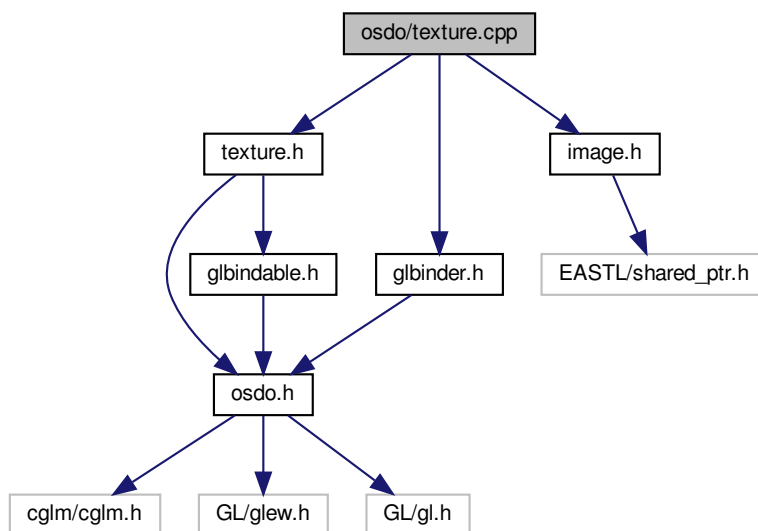 osdo/texture.cpp
texture.h
image.h
glbindable.h
glbinder.h
EASTL/shared_ptr.h
osdo.h
cglm/cglm.h
GL/glew.h
GL/gl.h